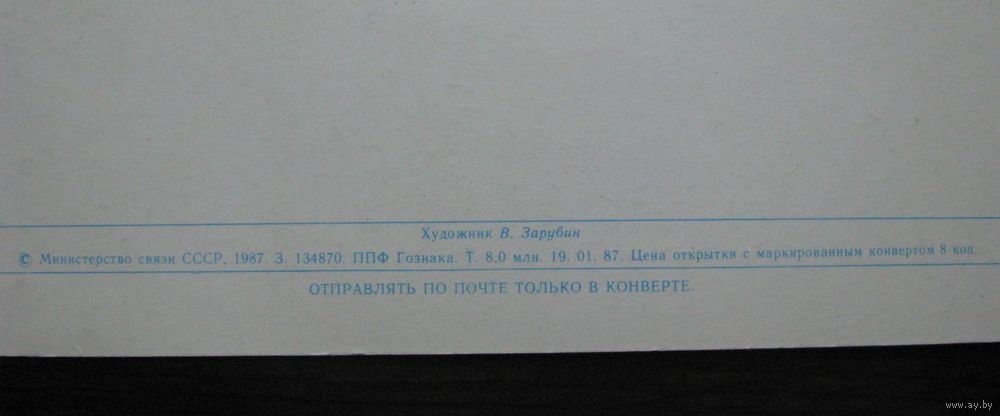 Художник В. Зарубин
© Министерство связи СССР, 1987. З. 134870. ППФ Гознака. Т. 8,0 млн. 19. 01. 87. Цена открытки с маркированным конвертом 8 коп.
ОТПРАВЛЯТЬ ПО ПОЧТЕ ТОЛЬКО В КОНВЕРТЕ.
www.ay.by